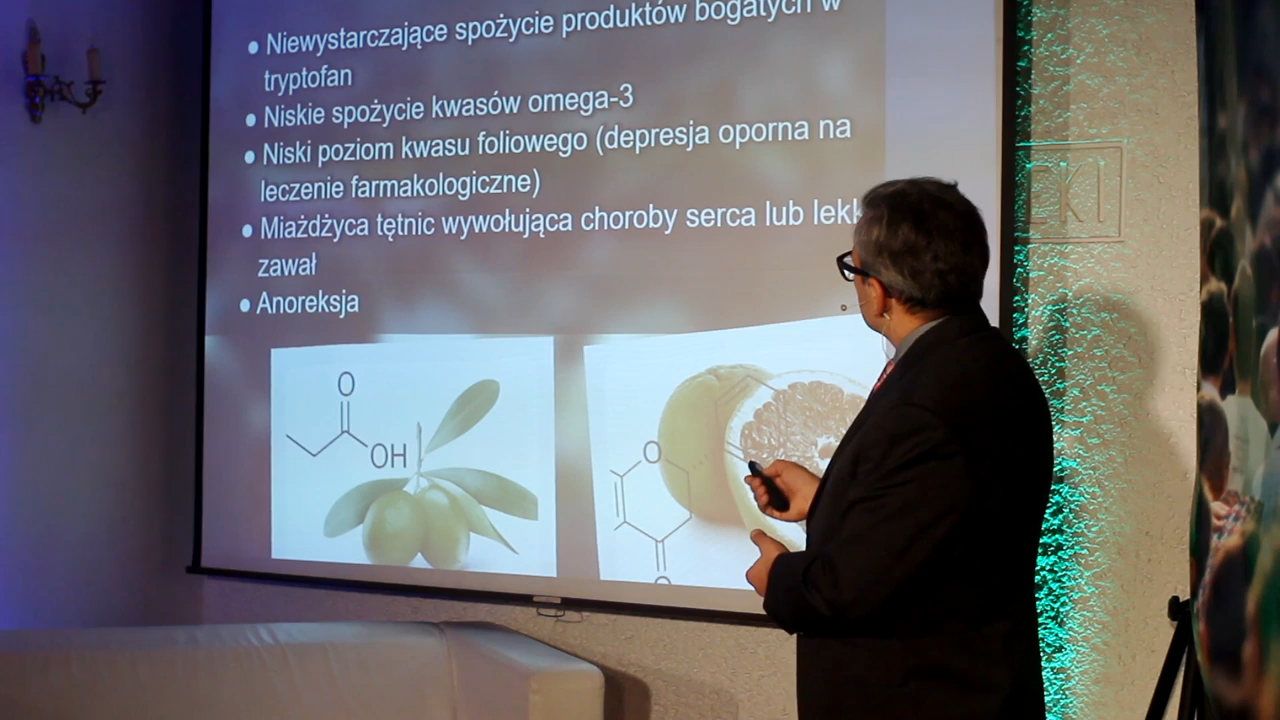 ● Niewystarczające spożycie produktów bogatych w
tryptofan
● Niskie spożycie kwasów omega-3
● Niski poziom kwasu foliowego (depresja oporna na
leczenie farmakologiczne)
● Miażdżyca tętnic wywołująca choroby serca lub
zawał
● Anoreksja
O
OH
O
O
EKI